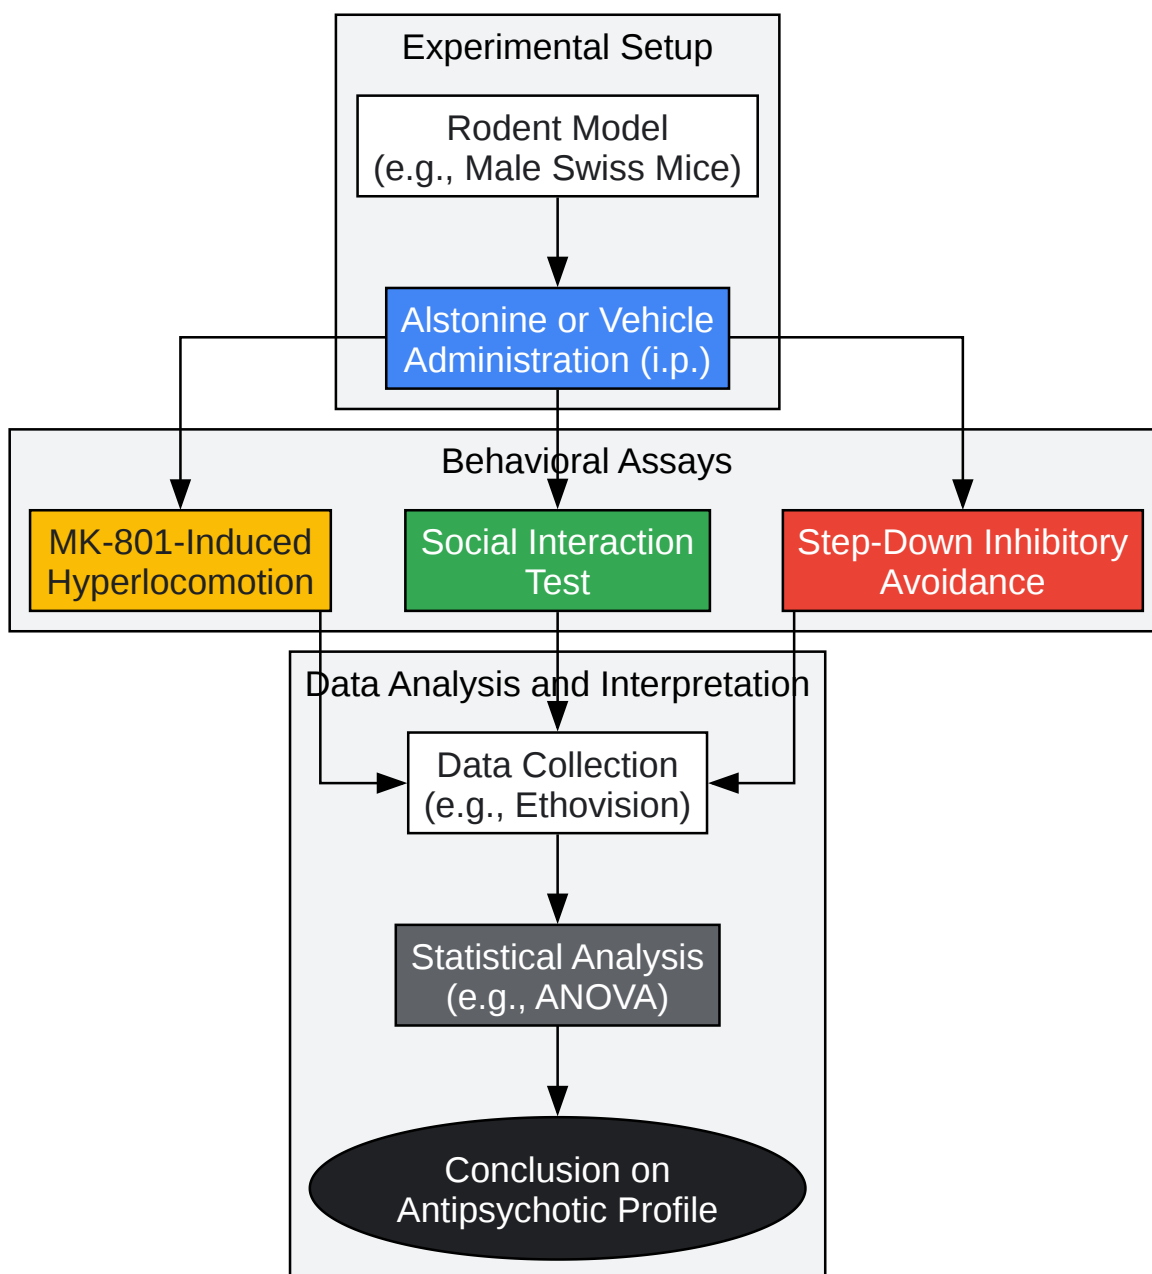 Experimental Setup
Rodent Model
(e.g., Male Swiss Mice)
Alstonine or Vehicle
Administration (i.p.)
Behavioral Assays
MK-801-Induced
Hyperlocomotion
Social Interaction
Test
Step-Down Inhibitory
Avoidance
Data Analysis and Interpretation
Data Collection
(e.g., Ethovision)
Statistical Analysis
(e.g., ANOVA)
Conclusion on
Antipsychotic Profile